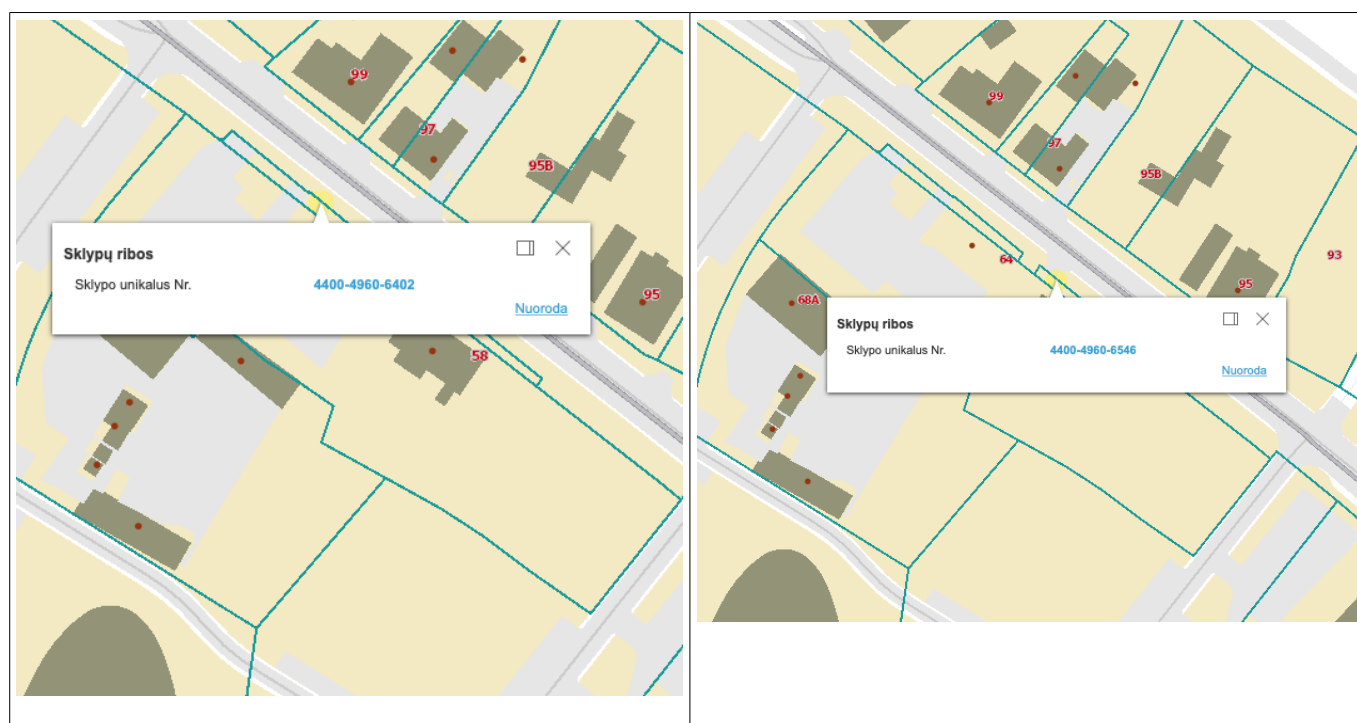 99
97
95B
Sklypų ribos
Sklypo unikalus Nr. 4400-4960-6402
Nuoroda
95
58
99
97
95B
64
93
95
68A
Sklypų ribos
Sklypo unikalus Nr. 4400-4960-6546
Nuoroda